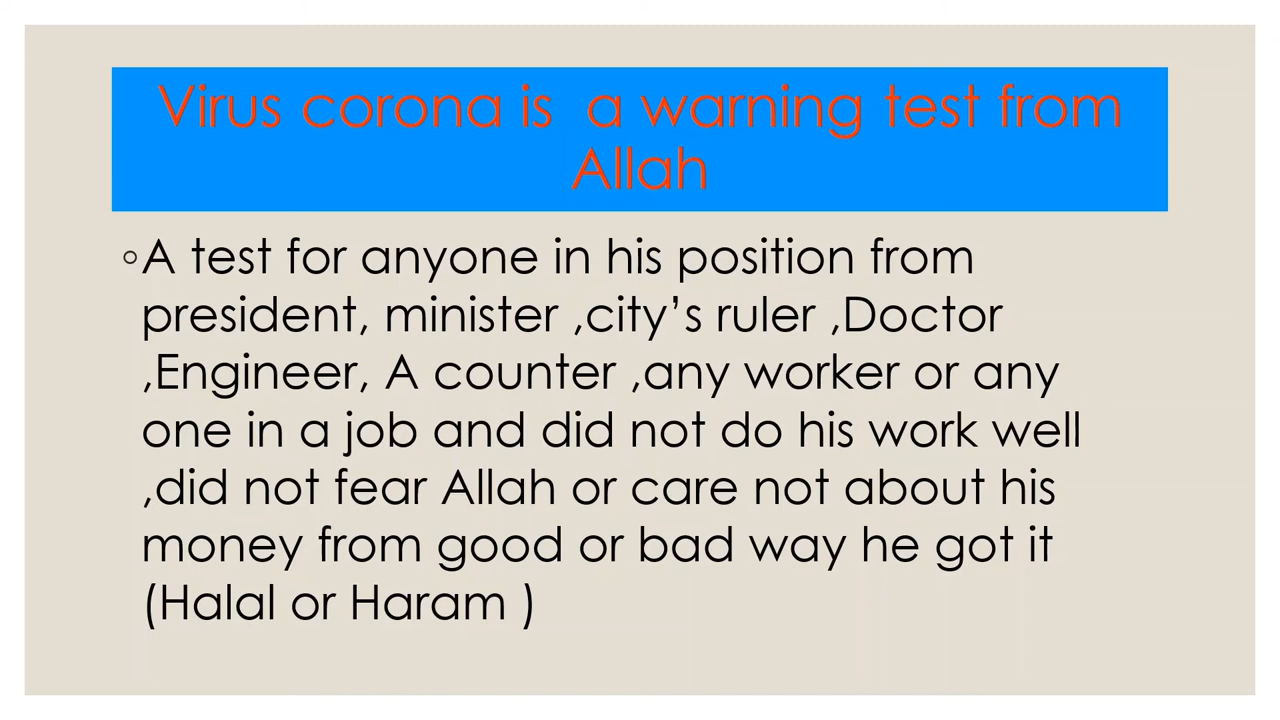 Virus corona is  a warning test from
Allah
◦A test for anyone in his position from
president, minister ,city’s ruler ,Doctor
,Engineer, A counter ,any worker or any
one in a job and did not do his work well
,did not fear Allah or care not about his
money from good or bad way he got it
(Halal or Haram )